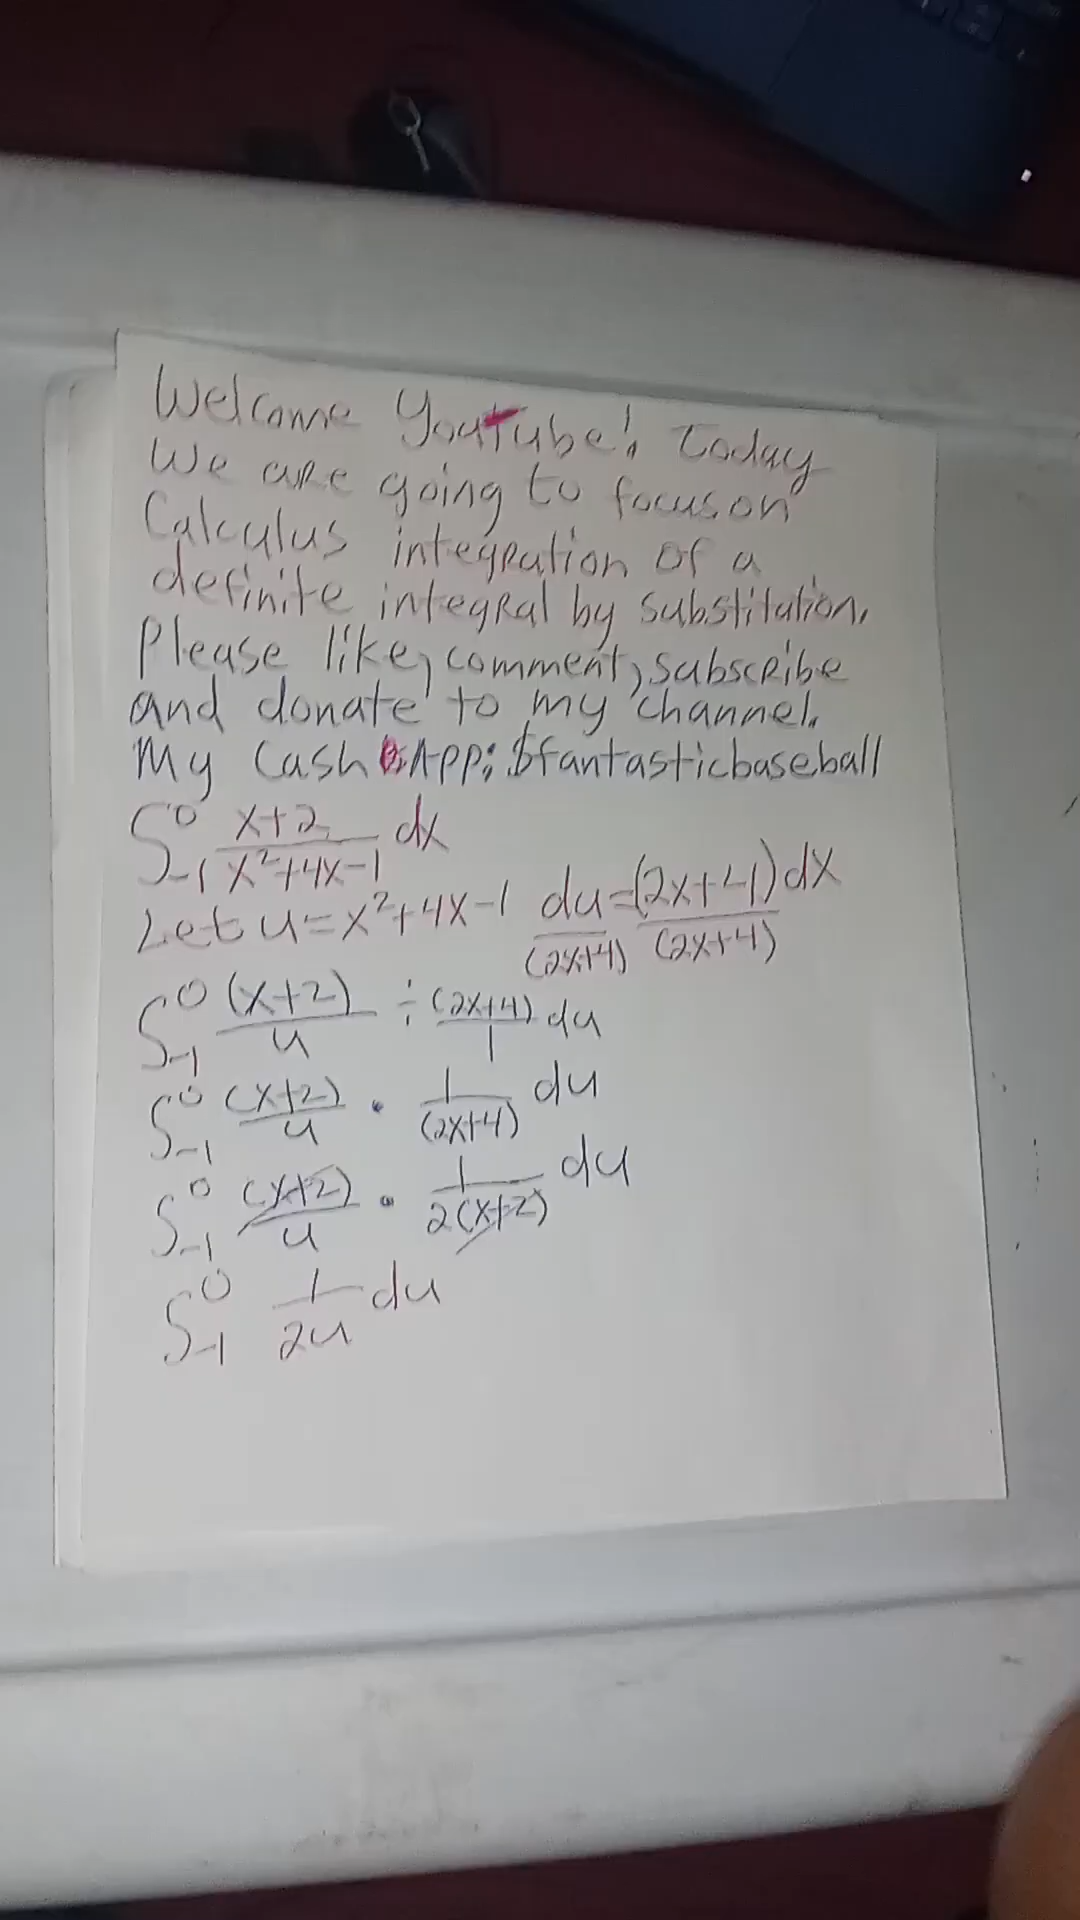 Welcome YouTube! Today
We are going to focus on
Calculus integration of a
definite integral by substitution.
Please like, comment, subscribe
and donate to my channel.
My Cash App: $fantasticbaseball
∫₋₁⁰ (x+2)/(x²+4x-1) dx
Let u=x²+4x-1 du/(2x+4)=(2x+4)dx/(2x+4)
∫₋₁⁰ (x+2)/u ÷ (2x+4)/1 du
∫₋₁⁰ (x+2)/u · 1/(2x+4) du
∫₋₁⁰ (x+2)/u · 1/2(x+2) du
∫₋₁⁰ 1/2u du